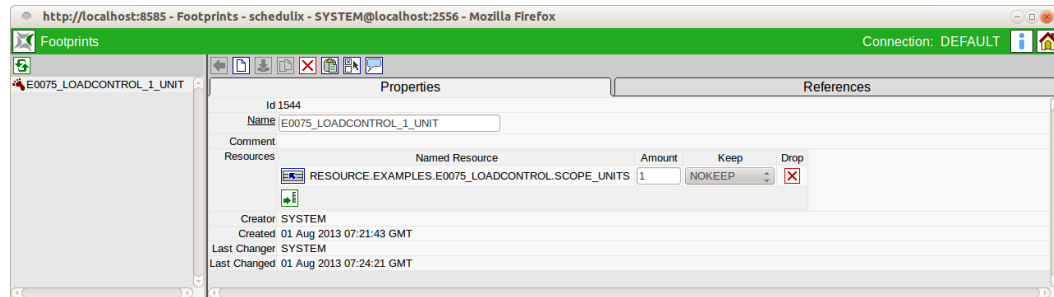 http://localhost:8585 - Footprints - schedulix - SYSTEM@localhost:2556 - Mozilla Firefox
Footprints Connection: DEFAULT
E0075_LOADCONTROL_1_UNIT
Properties References
Id 1544
Name E0075_LOADCONTROL_1_UNIT
Comment
Resources Named Resource Amount Keep Drop
RESOURCE.EXAMPLES.E0075_LOADCONTROL.SCOPE_UNITS 1 NOKEEP
Creator SYSTEM
Created 01 Aug 2013 07:21:43 GMT
Last Changer SYSTEM
Last Changed 01 Aug 2013 07:24:21 GMT